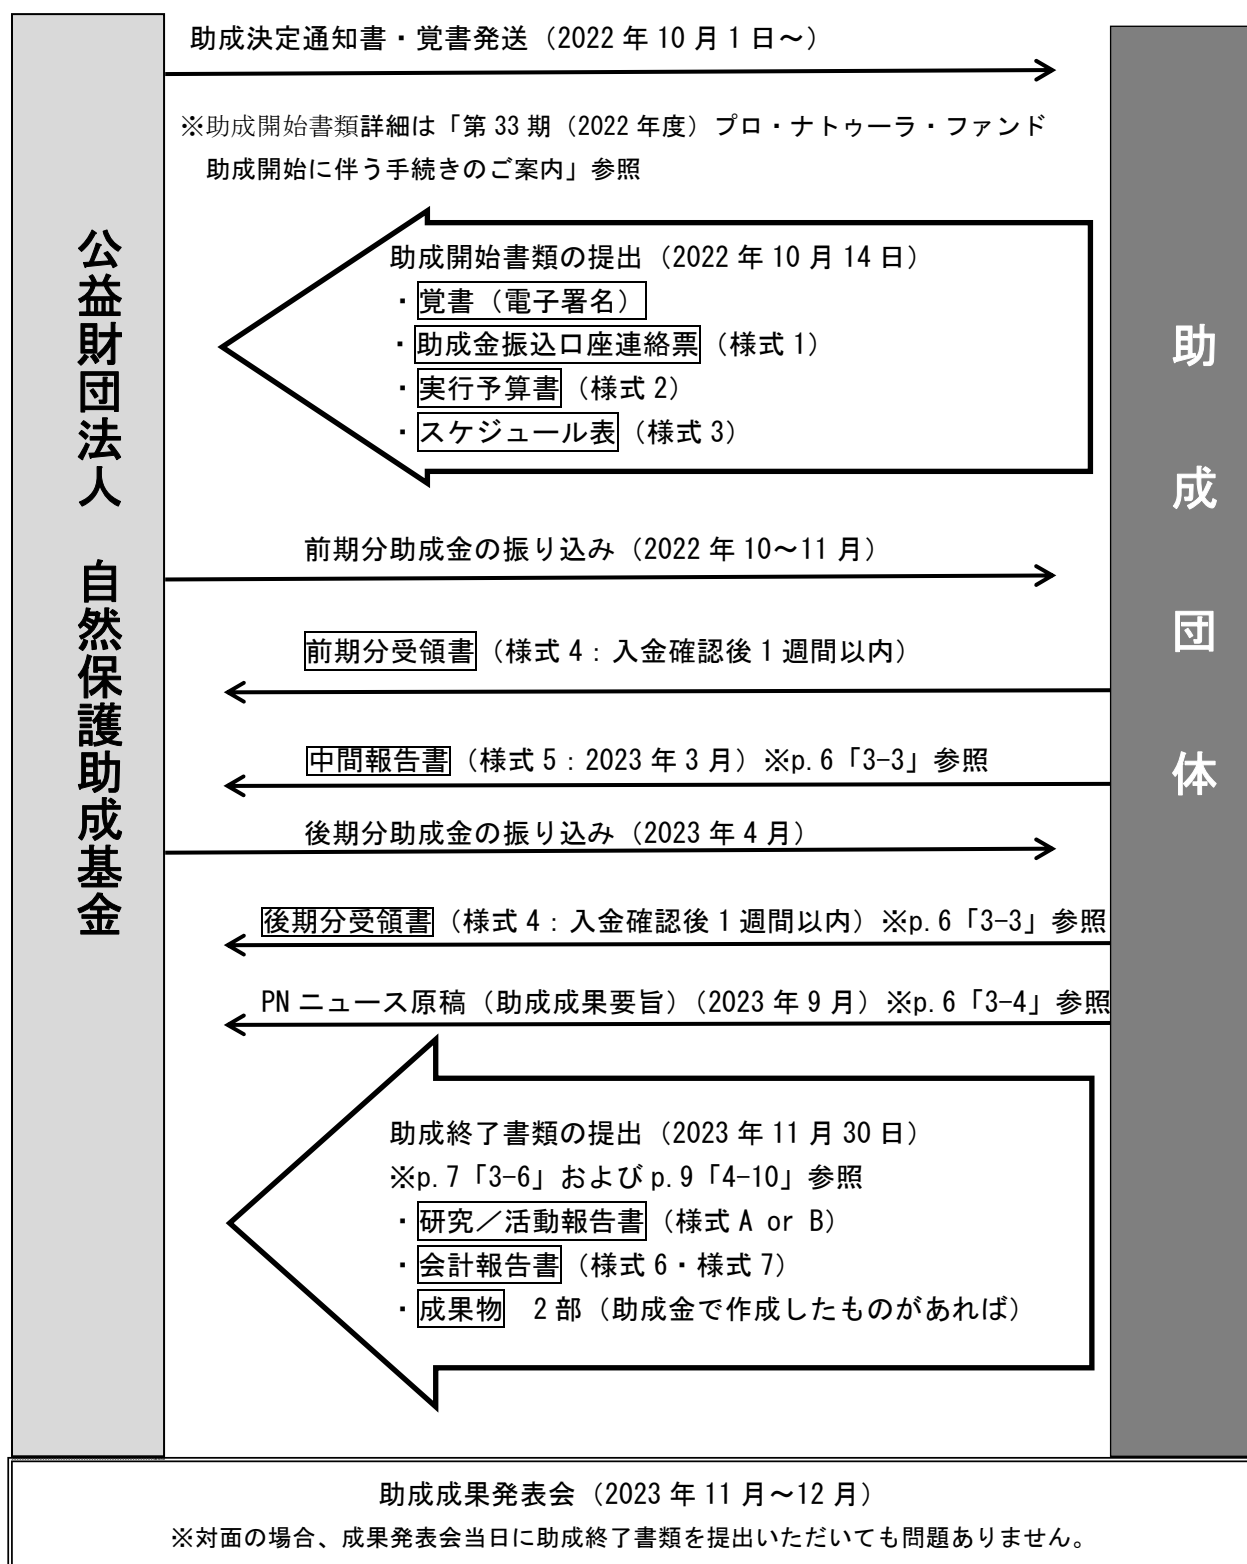 助成決定通知書・覚書発送（2022 年 10 月 1 日～）
※助成開始書類詳細は「第 33 期（2022 年度）プロ・ナトゥーラ・ファンド
助成開始に伴う手続きのご案内」参照
公益財団法人　自然保護助成基金
助成団体
助成開始書類の提出（2022 年 10 月 14 日）
・覚書（電子署名）
・助成金振込口座連絡票（様式 1）
・実行予算書（様式 2）
・スケジュール表（様式 3）
前期分助成金の振り込み（2022 年 10～11 月）
前期分受領書（様式 4：入金確認後 1 週間以内）
中間報告書（様式 5：2023 年 3 月）※p.6「3-3」参照
後期分助成金の振り込み（2023 年 4 月）
後期分受領書（様式 4：入金確認後 1 週間以内）※p.6「3-3」参照
PN ニュース原稿（助成成果要旨）（2023 年 9 月）※p.6「3-4」参照
助成終了書類の提出（2023 年 11 月 30 日）
※p.7「3-6」および p.9「4-10」参照
・研究／活動報告書（様式 A or B）
・会計報告書（様式 6・様式 7）
・成果物　2 部（助成金で作成したものがあれば）
助成成果発表会（2023 年 11 月～12 月）
※対面の場合、成果発表会当日に助成終了書類を提出いただいても問題ありません。